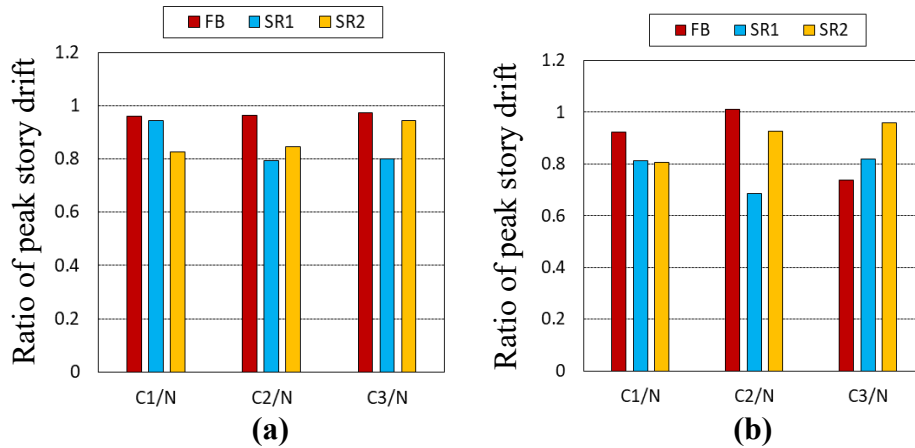 FB SR1 SR2
Ratio of peak story drift
1.2
1
0.8
0.6
0.4
0.2
0
C1/N C2/N C3/N
(a)
FB SR1 SR2
Ratio of peak story drift
1.2
1
0.8
0.6
0.4
0.2
0
C1/N C2/N C3/N
(b)